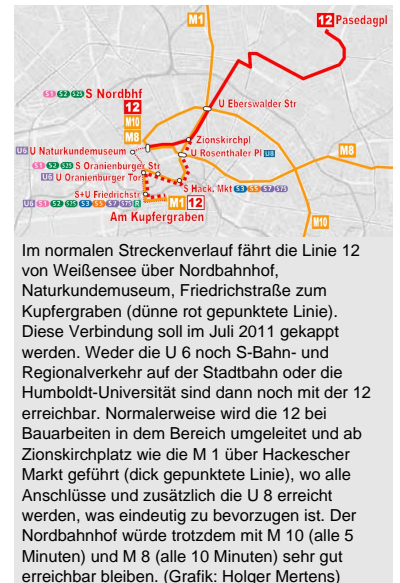 M1
12 Pasedagpl
S1 S2 S25 S Nordbhf
12
M10
M8
U Eberswalder Str
U6 U Naturkundemuseum
Zionskirchpl
U Rosenthaler Pl U8
M8
S1 S2 S25 S Oranienburger Str
U6 U Oranienburger Tor
S Hack. Mkt S3 S5 S7 S75
S+U Friedrichstr
U6 S1 S2 S25 S3 S5 S7 S75 R
M1 12
Am Kupfergraben
M10
Im normalen Streckenverlauf fährt die Linie 12
von Weißensee über Nordbahnhof,
Naturkundemuseum, Friedrichstraße zum
Kupfergraben (dünne rot gepunktete Linie).
Diese Verbindung soll im Juli 2011 gekappt
werden. Weder die U 6 noch S-Bahn- und
Regionalverkehr auf der Stadtbahn oder die
Humboldt-Universität sind dann noch mit der 12
erreichbar. Normalerweise wird die 12 bei
Bauarbeiten in dem Bereich umgeleitet und ab
Zionskirchplatz wie die M 1 über Hackescher
Markt geführt (dick gepunktete Linie), wo alle
Anschlüsse und zusätzlich die U 8 erreicht
werden, was eindeutig zu bevorzugen ist. Der
Nordbahnhof würde trotzdem mit M 10 (alle 5
Minuten) und M 8 (alle 10 Minuten) sehr gut
erreichbar bleiben. (Grafik: Holger Mertens)